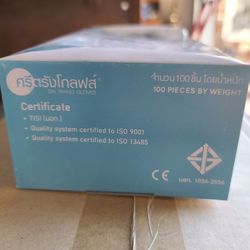 ศรีตรังโกลฟส์
SRI TRANG GLOVES
จำนวน 100 ชิ้น โดยน้ำหนัก
100 PIECES BY WEIGHT
Certificate
- TISI (มอก.)
- Quality system certified to ISO 9001
- Quality system certified to ISO 13485
CE
มอก. 1056-2556